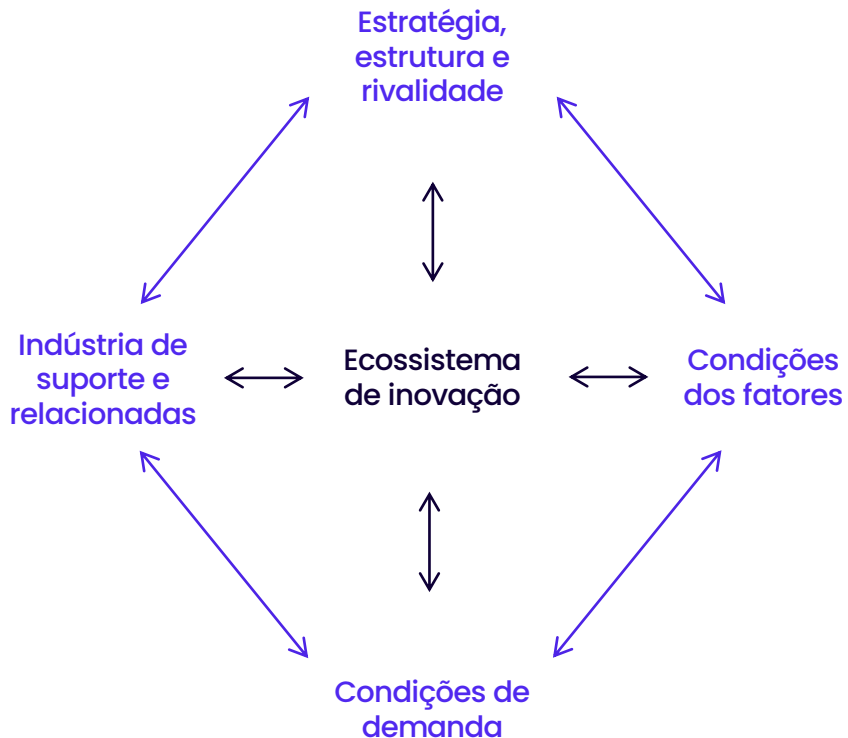 Estratégia,
estrutura e
rivalidade
Indústria de
suporte e
relacionadas
Ecossistema
de inovação
Condições
dos fatores
Condições de
demanda